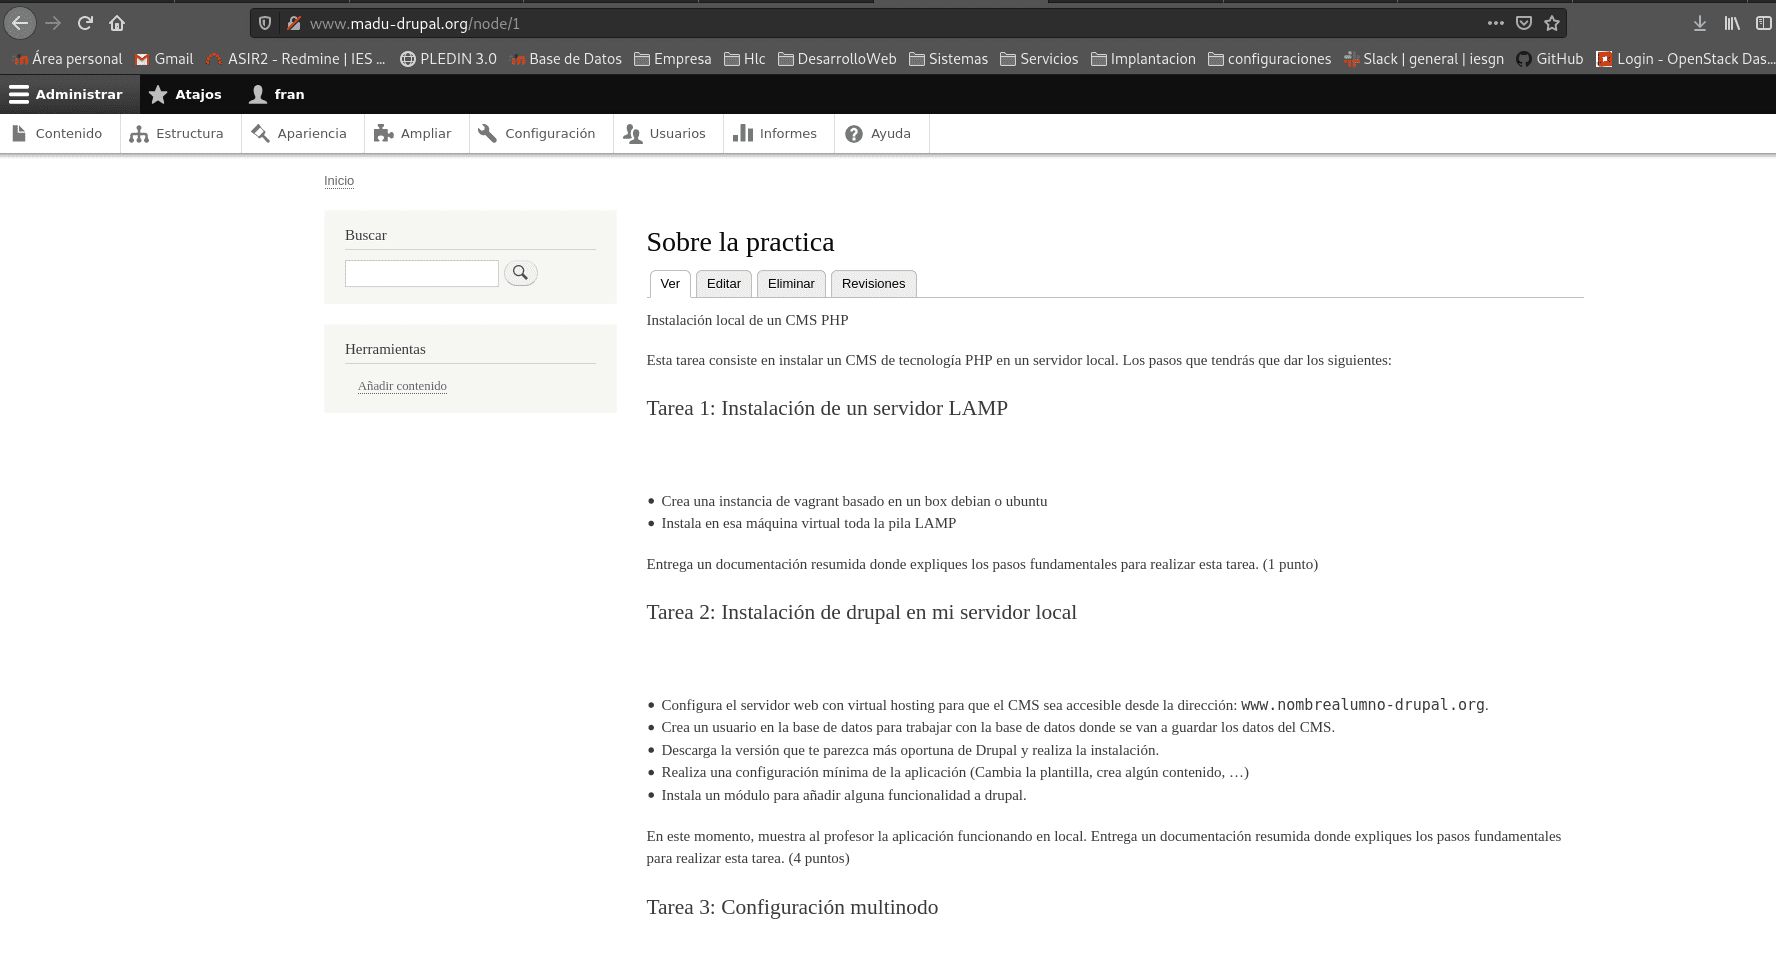 www.madu-drupal.org/node/1
Área personal Gmail ASIR2 - Redmine | IES ... PLEDIN 3.0 Base de Datos Empresa Hlc DesarrolloWeb Sistemas Servicios Implantacion configuraciones Slack | general | iesgn GitHub Login - OpenStack Das...
Administrar Atajos fran
Contenido Estructura Apariencia Ampliar Configuración Usuarios Informes Ayuda
Inicio
Buscar
Herramientas
Añadir contenido
Sobre la practica
Ver Editar Eliminar Revisiones
Instalación local de un CMS PHP
Esta tarea consiste en instalar un CMS de tecnología PHP en un servidor local. Los pasos que tendrás que dar los siguientes:
Tarea 1: Instalación de un servidor LAMP
• Crea una instancia de vagrant basado en un box debian o ubuntu
• Instala en esa máquina virtual toda la pila LAMP
Entrega un documentación resumida donde expliques los pasos fundamentales para realizar esta tarea. (1 punto)
Tarea 2: Instalación de drupal en mi servidor local
• Configura el servidor web con virtual hosting para que el CMS sea accesible desde la dirección: www.nombrealumno-drupal.org.
• Crea un usuario en la base de datos para trabajar con la base de datos donde se van a guardar los datos del CMS.
• Descarga la versión que te parezca más oportuna de Drupal y realiza la instalación.
• Realiza una configuración mínima de la aplicación (Cambia la plantilla, crea algún contenido, …)
• Instala un módulo para añadir alguna funcionalidad a drupal.
En este momento, muestra al profesor la aplicación funcionando en local. Entrega un documentación resumida donde expliques los pasos fundamentales
para realizar esta tarea. (4 puntos)
Tarea 3: Configuración multinodo